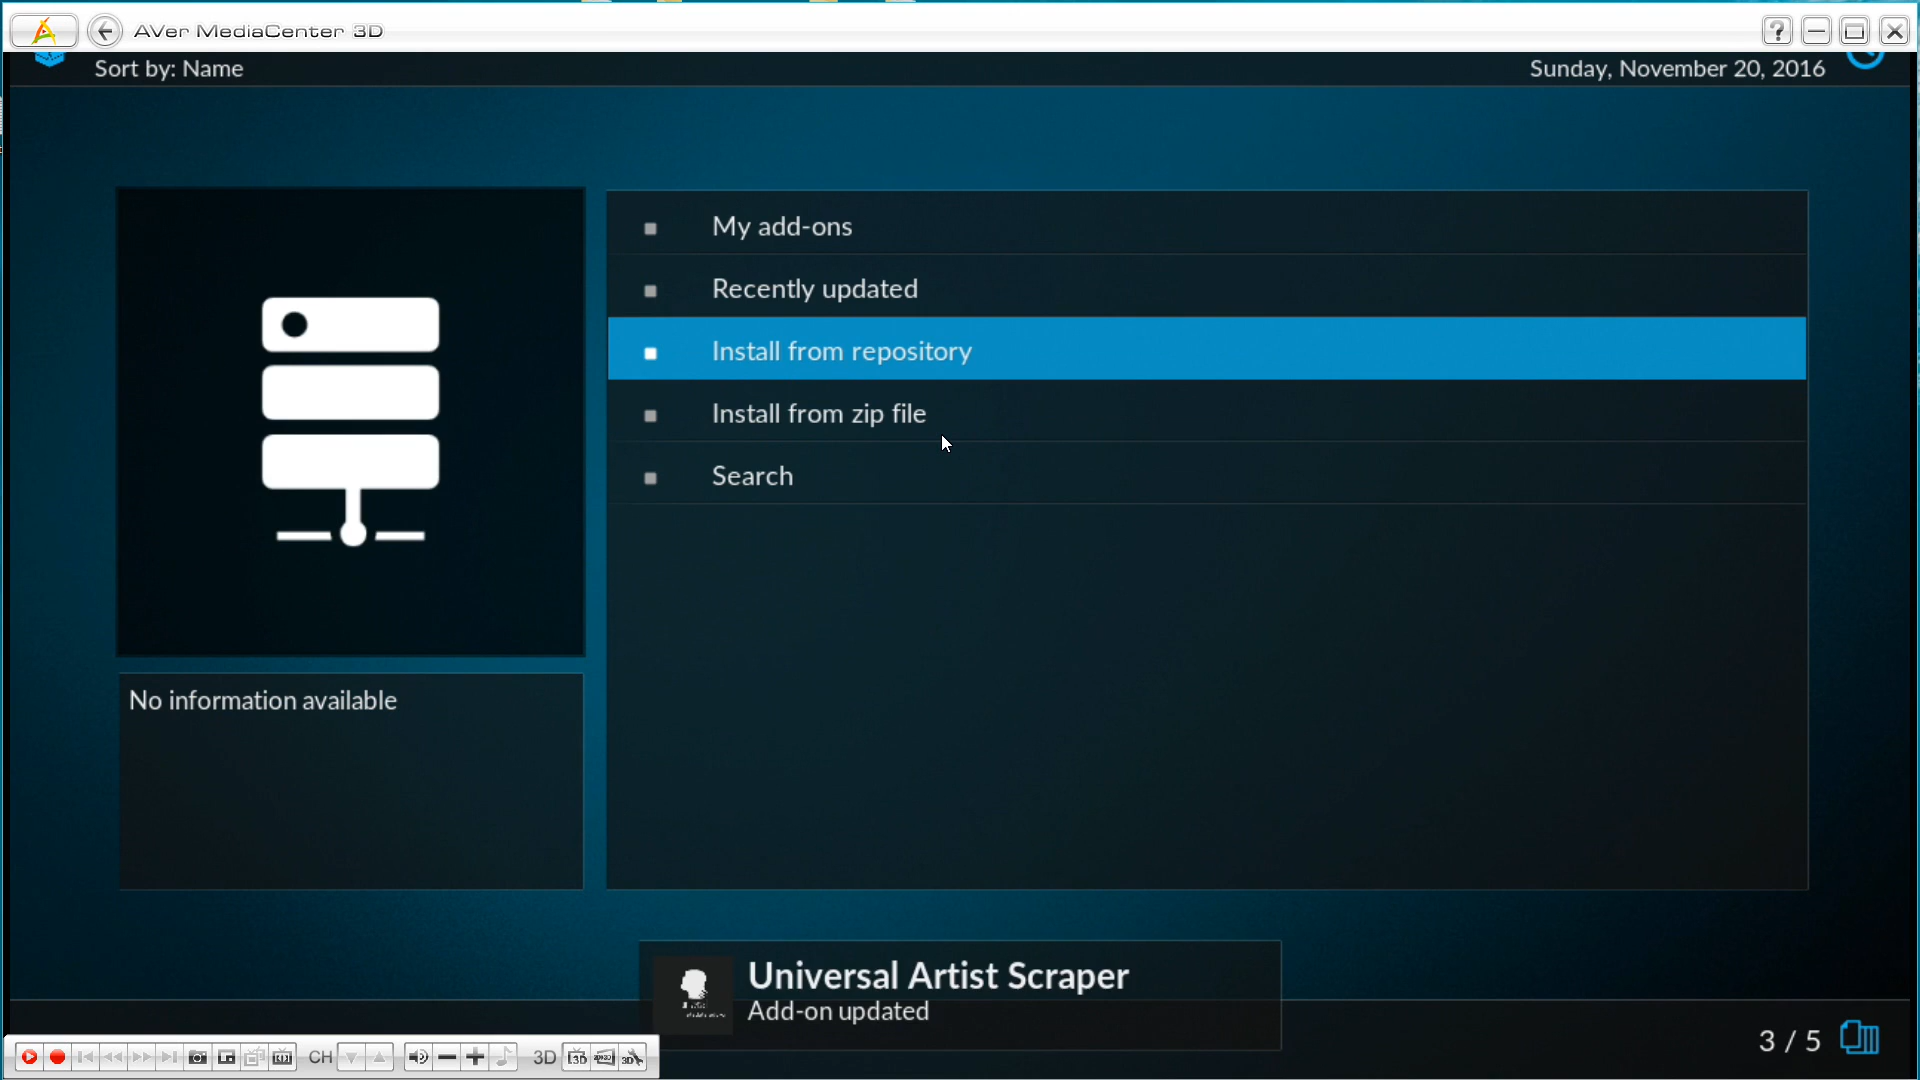 AVer MediaCenter 3D
?
Sort by: Name
Sunday, November 20, 2016
My add-ons
Recently updated
Install from repository
Install from zip file
Search
No information available
Universal Artist Scraper
Add-on updated
3 / 5
CH
3D